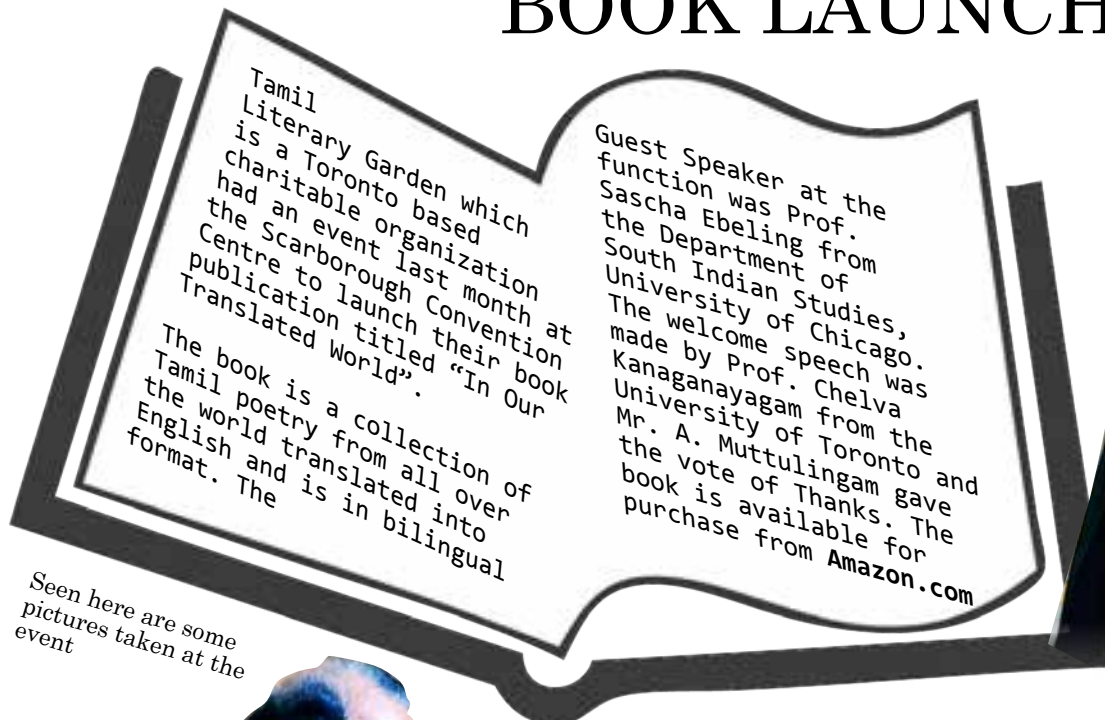 BOOK LAUNCH
Tamil
Literary Garden which
is a Toronto based
charitable organization
had an event last month at
the Scarborough Convention
Centre to launch their book
publication titled “In Our
Translated World”.
The book is a collection of
Tamil poetry from all over
the world translated into
English and is in bilingual
format. The
Guest Speaker at the
function was Prof.
Sascha Ebeling from
the Department of
South Indian Studies,
University of Chicago.
The welcome speech was
made by Prof. Chelva
Kanaganayagam from the
University of Toronto and
Mr. A. Muttulingam gave
the vote of Thanks. The
book is available for
purchase from Amazon.com
Seen here are some
pictures taken at the
event